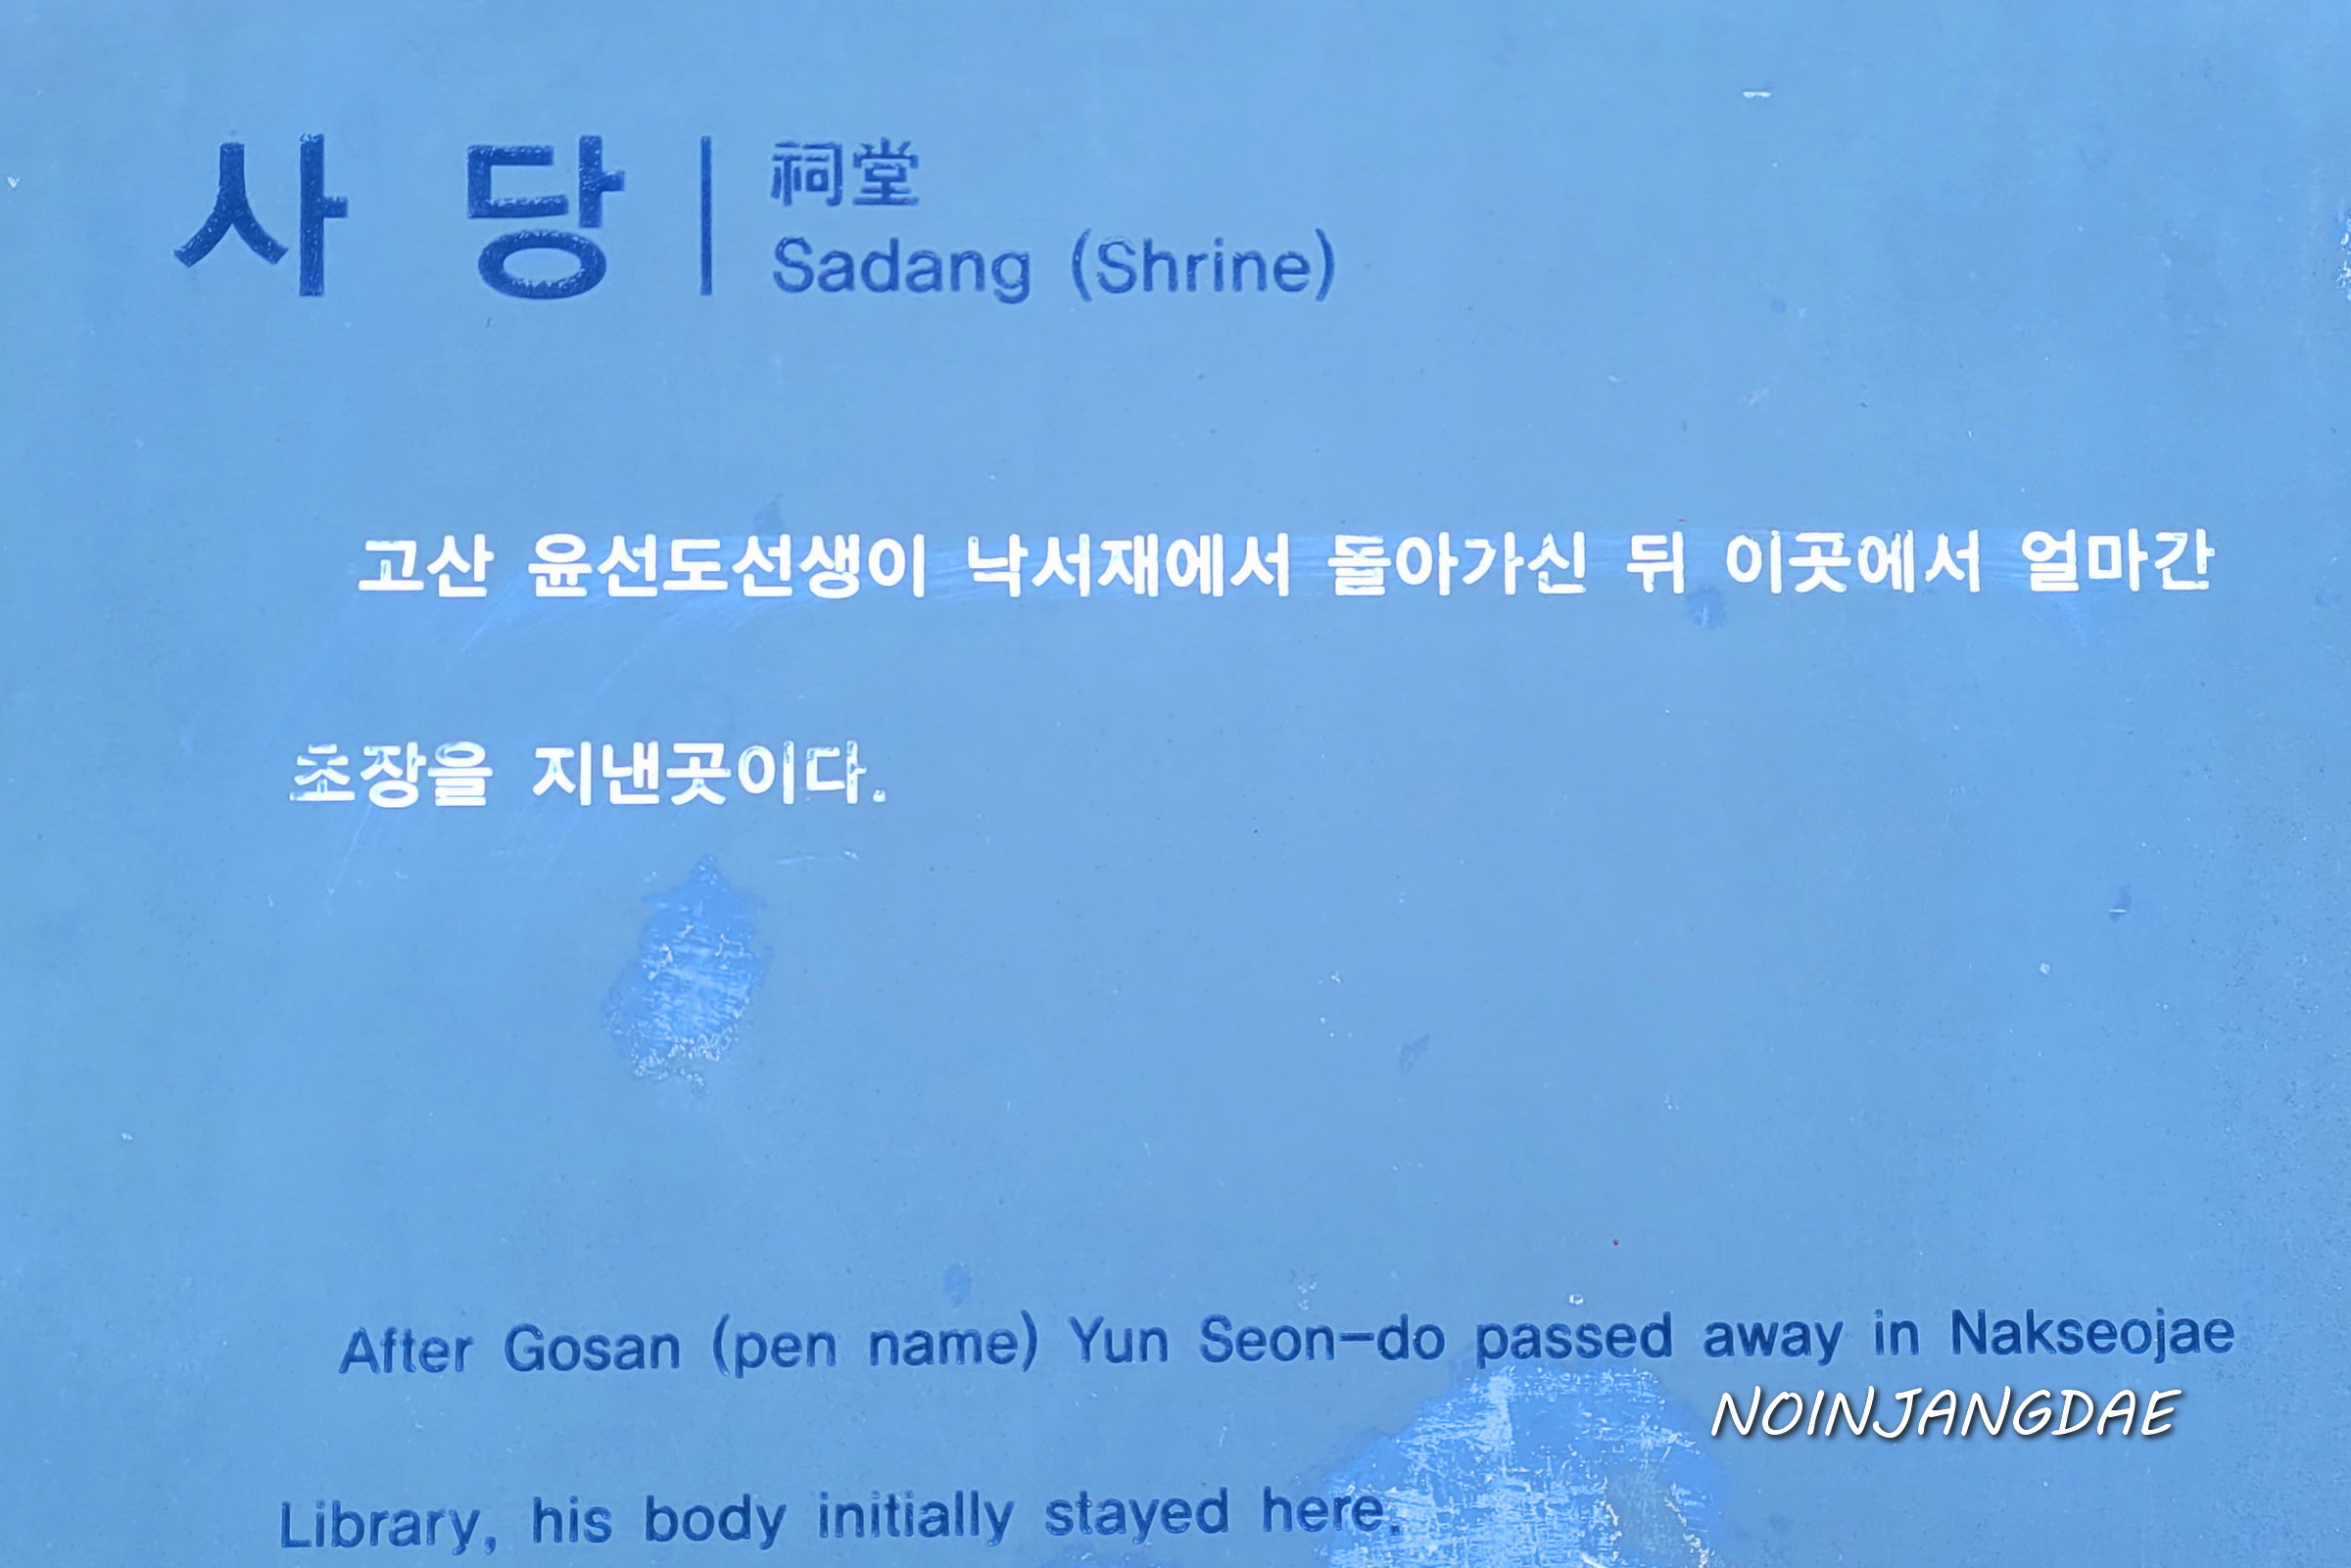 사 당
祠堂
Sadang (Shrine)
고산 윤선도선생이 낙서재에서 돌아가신 뒤 이곳에서 얼마간
초장을 지낸곳이다.
After Gosan (pen name) Yun Seon-do passed away in Nakseojae
NOINJANGDAE
Library, his body initially stayed here.